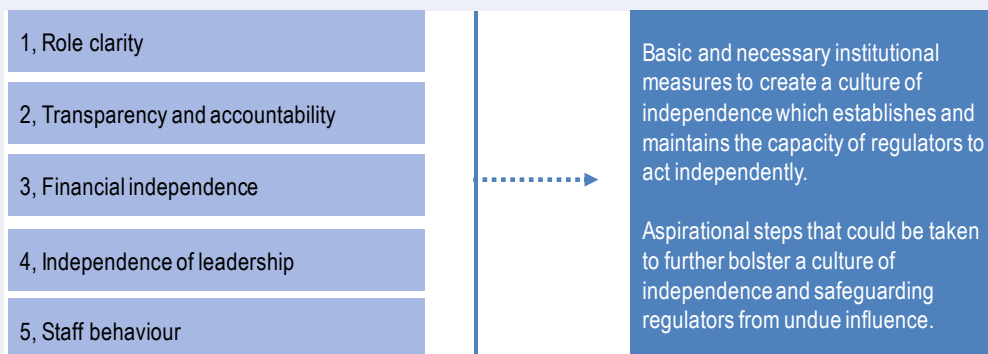 1, Role clarity
2, Transparency and accountability
3, Financial independence
4, Independence of leadership
5, Staff behaviour
Basic and necessary institutional
measures to create a culture of
independence which establishes and
maintains the capacity of regulators to
act independently.
Aspirational steps that could be taken
to further bolster a culture of
independence and safeguarding
regulators from undue influence.